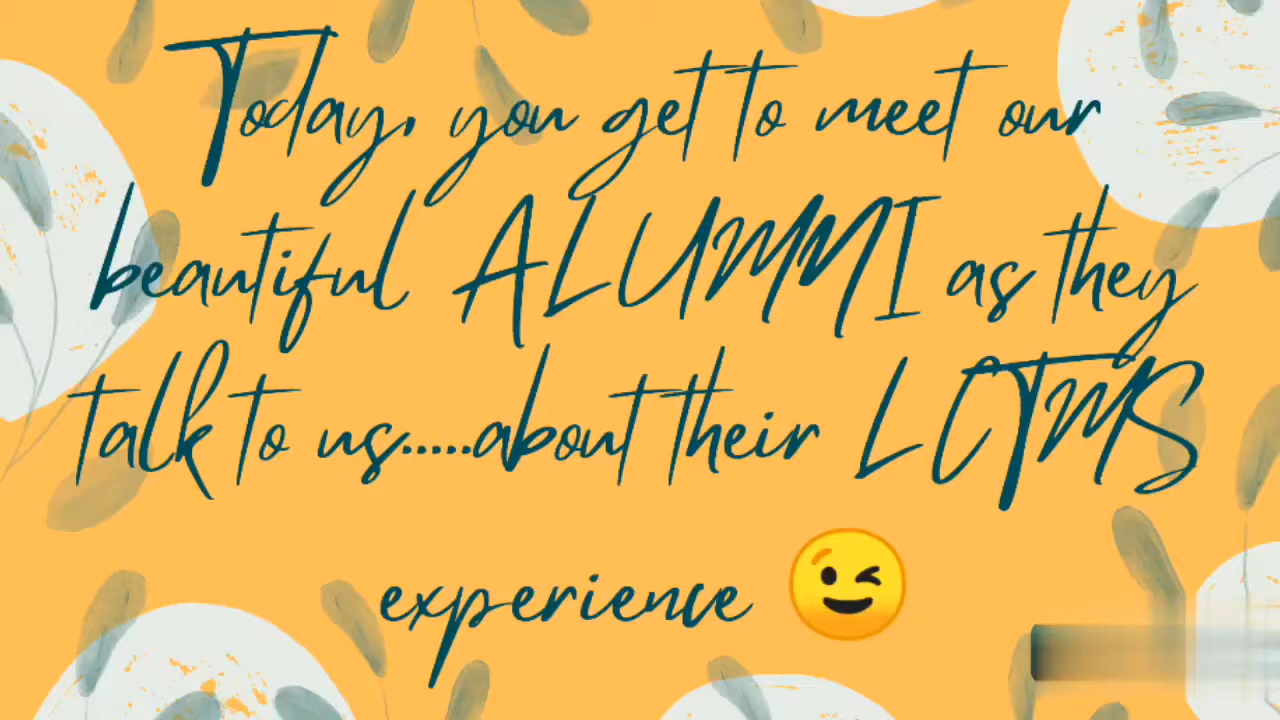 Today, you get to meet our
beautiful ALUMNI as they
talk to us.....about their LCTMS
experience 😉